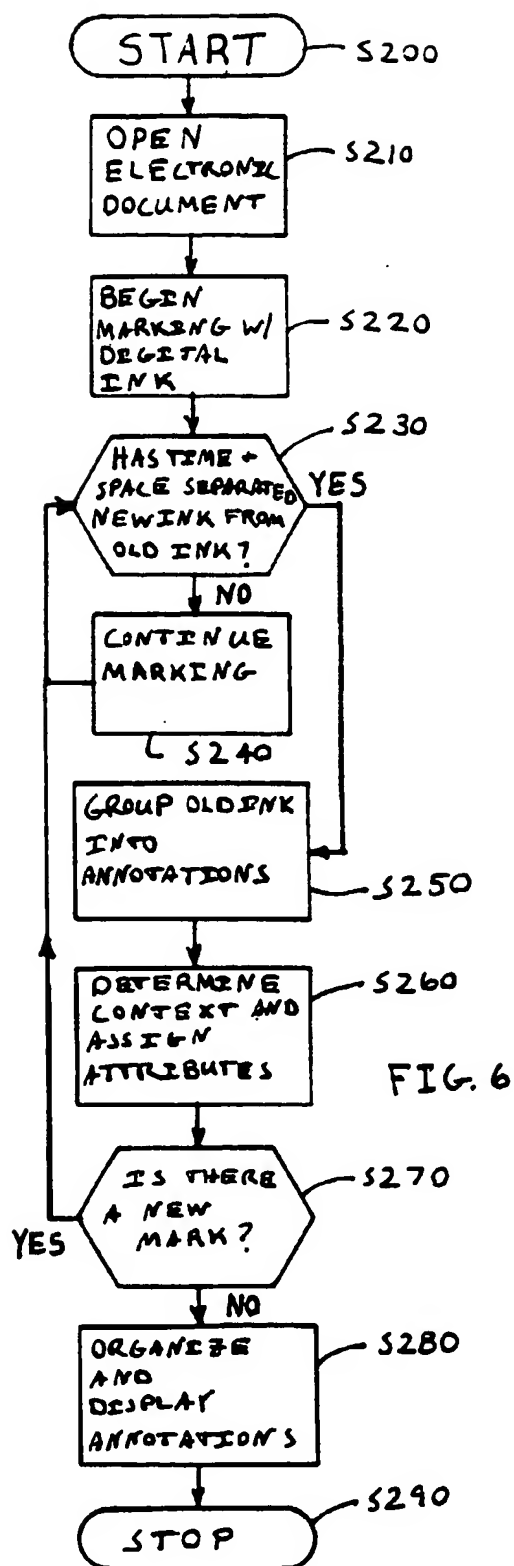 START
S200
OPEN
ELECTRONIC
DOCUMENT
S210
BEGIN
MARKING W/
DIGITAL
INK
S220
S230
HAS TIME +
SPACE SEPARATED
NEW INK FROM
OLD INK?
YES
NO
CONTINUE
MARKING
S240
GROUP OLD INK
INTO
ANNOTATIONS
S250
DETERMINE
CONTEXT AND
ASSIGN
ATTRIBUTES
S260
FIG. 6
IS THERE
A NEW
MARK?
S270
YES
NO
ORGANIZE
AND
DISPLAY
ANNOTATIONS
S280
STOP
S290